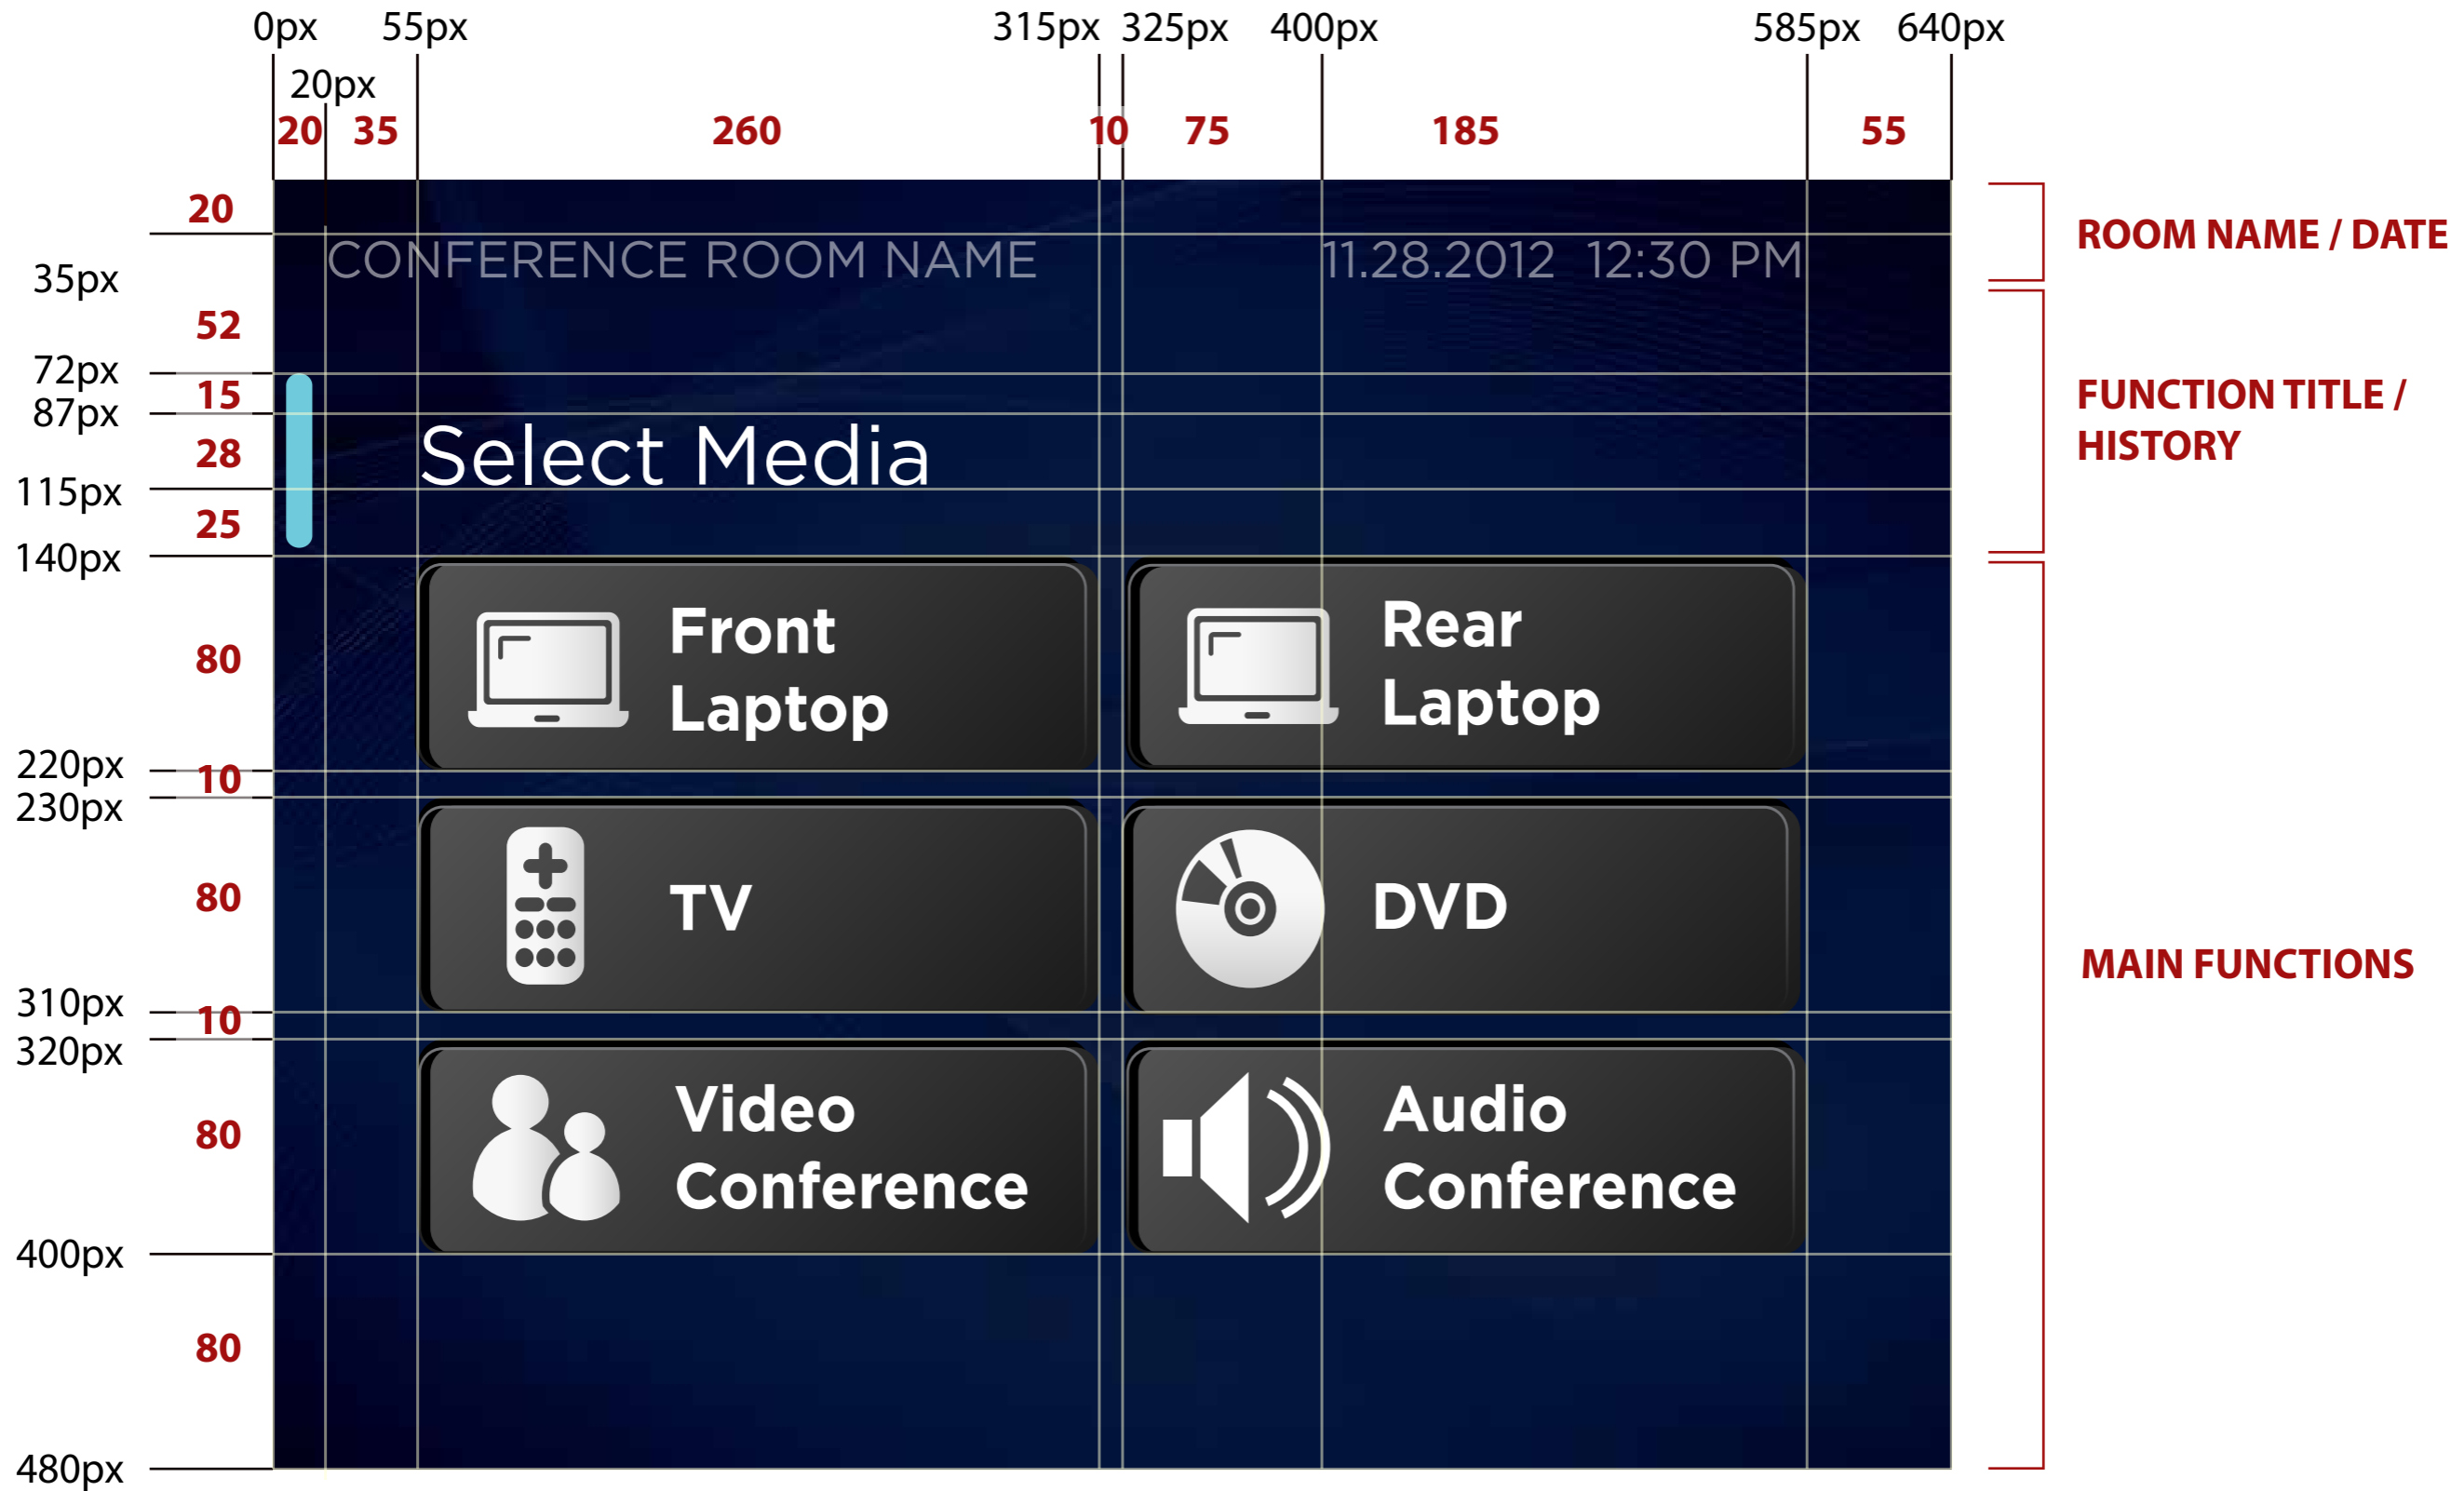 0px 55px 315px 325px 400px 585px 640px
20px
20 35 260 10 75 185 55
20
ROOM NAME / DATE
CONFERENCE ROOM NAME 11.28.2012 12:30 PM
35px
52
72px
15
87px
FUNCTION TITLE /
HISTORY
28
Select Media
115px
25
140px
Front
Laptop
Rear
Laptop
80
220px
10
230px
80
TV
DVD
MAIN FUNCTIONS
310px
10
320px
80
Video
Conference
Audio
Conference
400px
80
480px